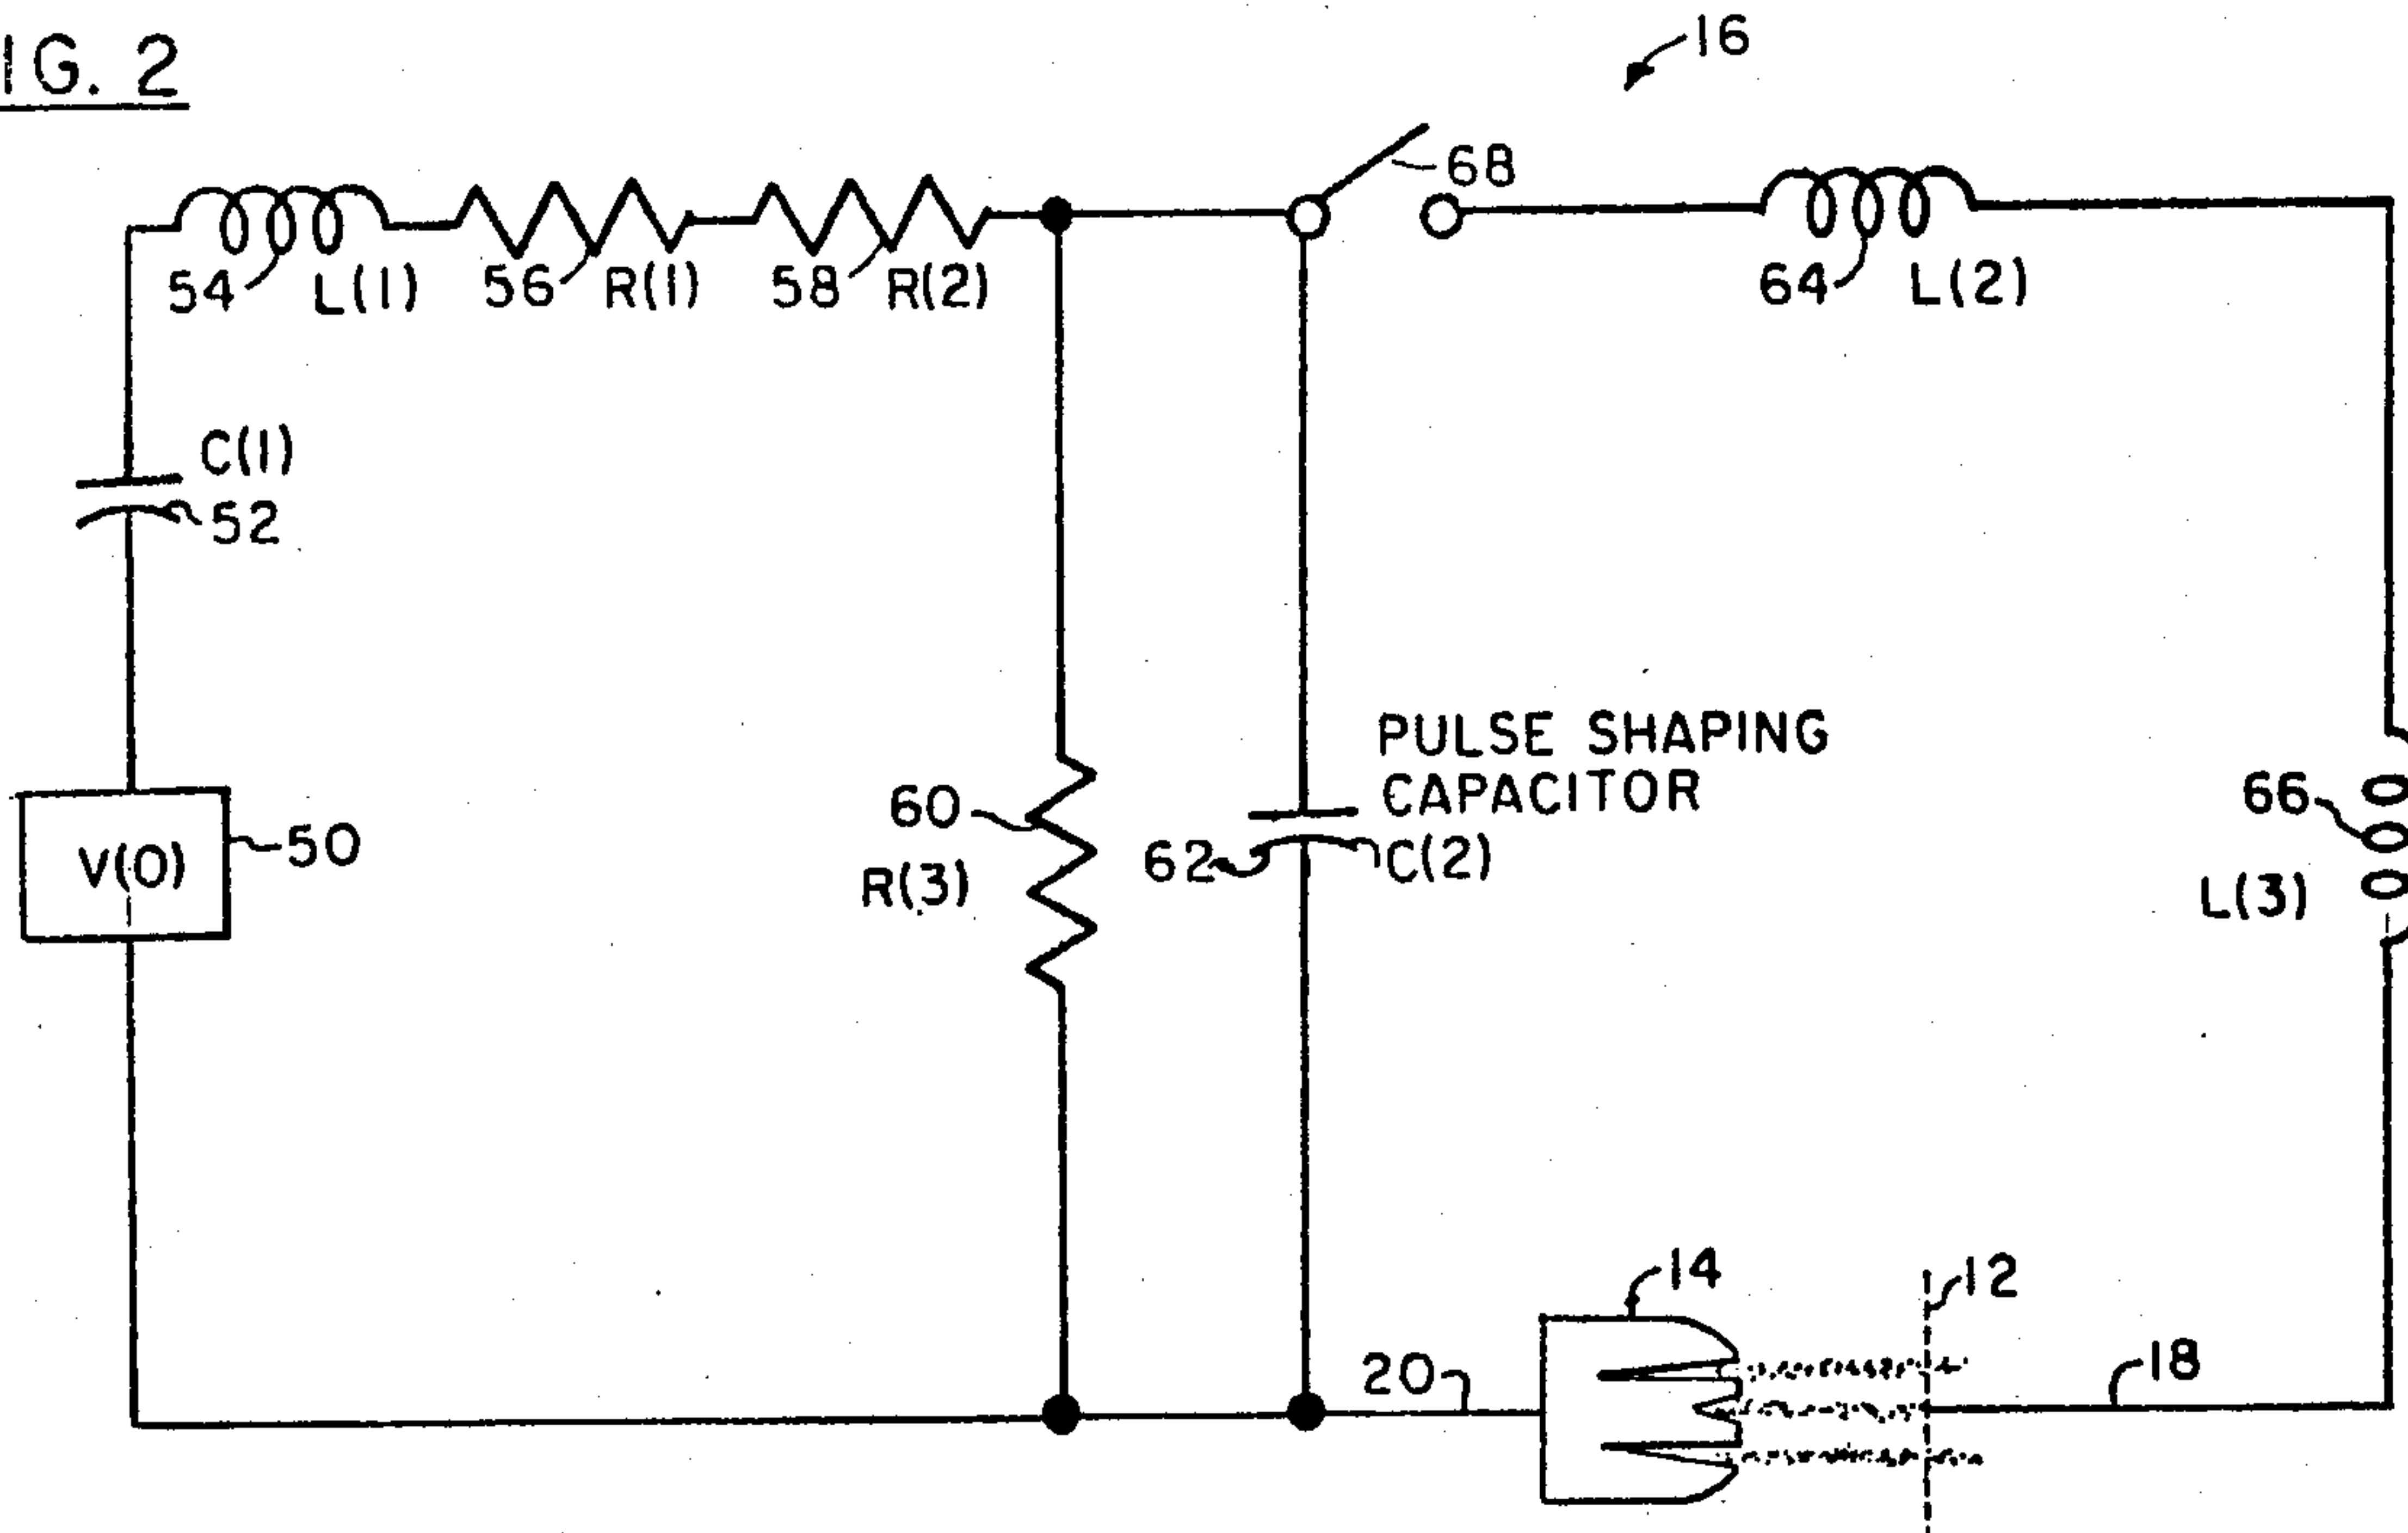 IG. 2
16
68
54 L(1) 56 R(1) 58 R(2) 64 L(2)
C(1)
52
PULSE SHAPING
CAPACITOR
60 66
V(0) 50 62 C(2)
R(3) L(3)
14 12
20 18